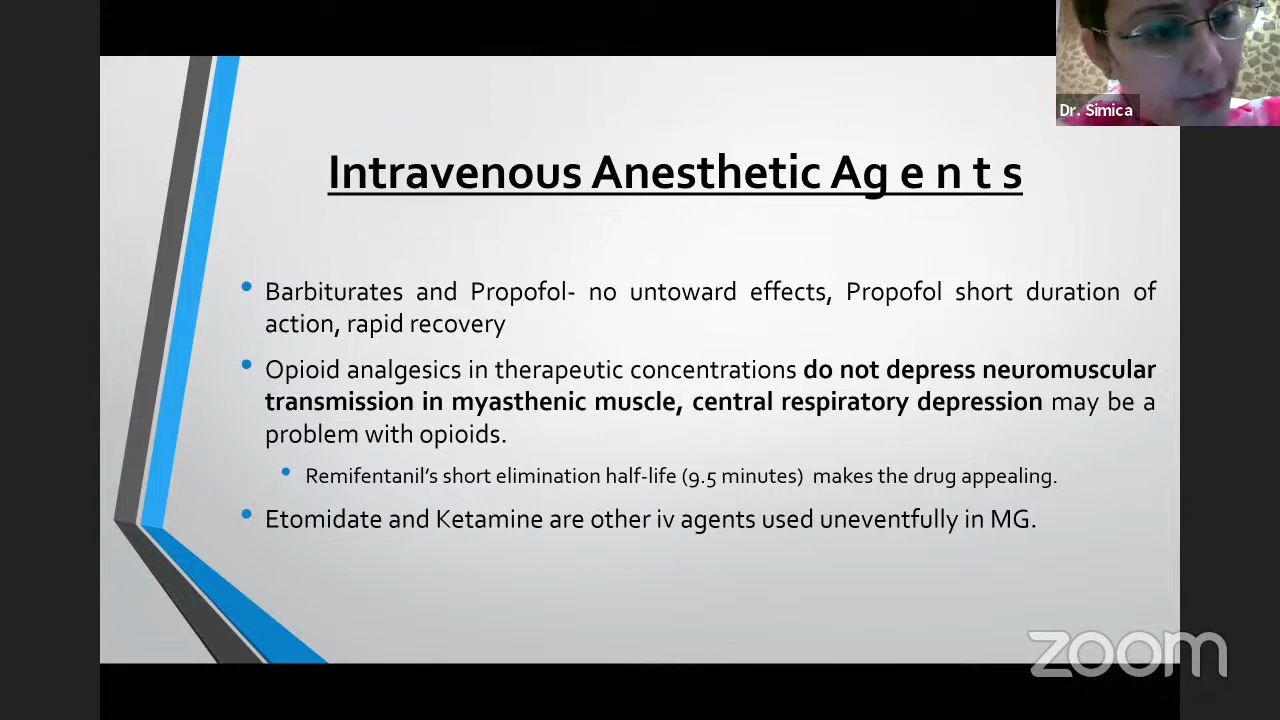 Dr. Simica
Intravenous Anesthetic Ag e n t s
• Barbiturates and Propofol- no untoward effects, Propofol short duration of
action, rapid recovery
• Opioid analgesics in therapeutic concentrations do not depress neuromuscular
transmission in myasthenic muscle, central respiratory depression may be a
problem with opioids.
• Remifentanil’s short elimination half-life (9.5 minutes) makes the drug appealing.
• Etomidate and Ketamine are other iv agents used uneventfully in MG.
zoom